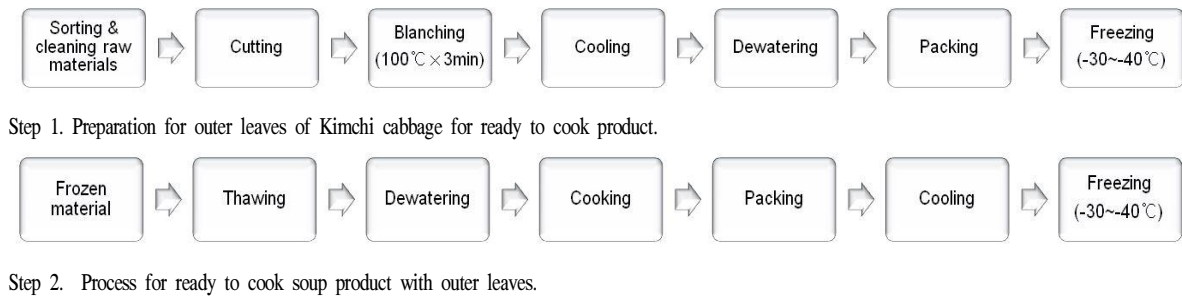 Sorting &
cleaning raw
materials
Cutting
Blanching
(100℃×3min)
Cooling
Dewatering
Packing
Freezing
(-30~-40℃)
Step 1. Preparation for outer leaves of Kimchi cabbage for ready to cook product.
Frozen
material
Thawing
Dewatering
Cooking
Packing
Cooling
Freezing
(-30~-40℃)
Step 2. Process for ready to cook soup product with outer leaves.